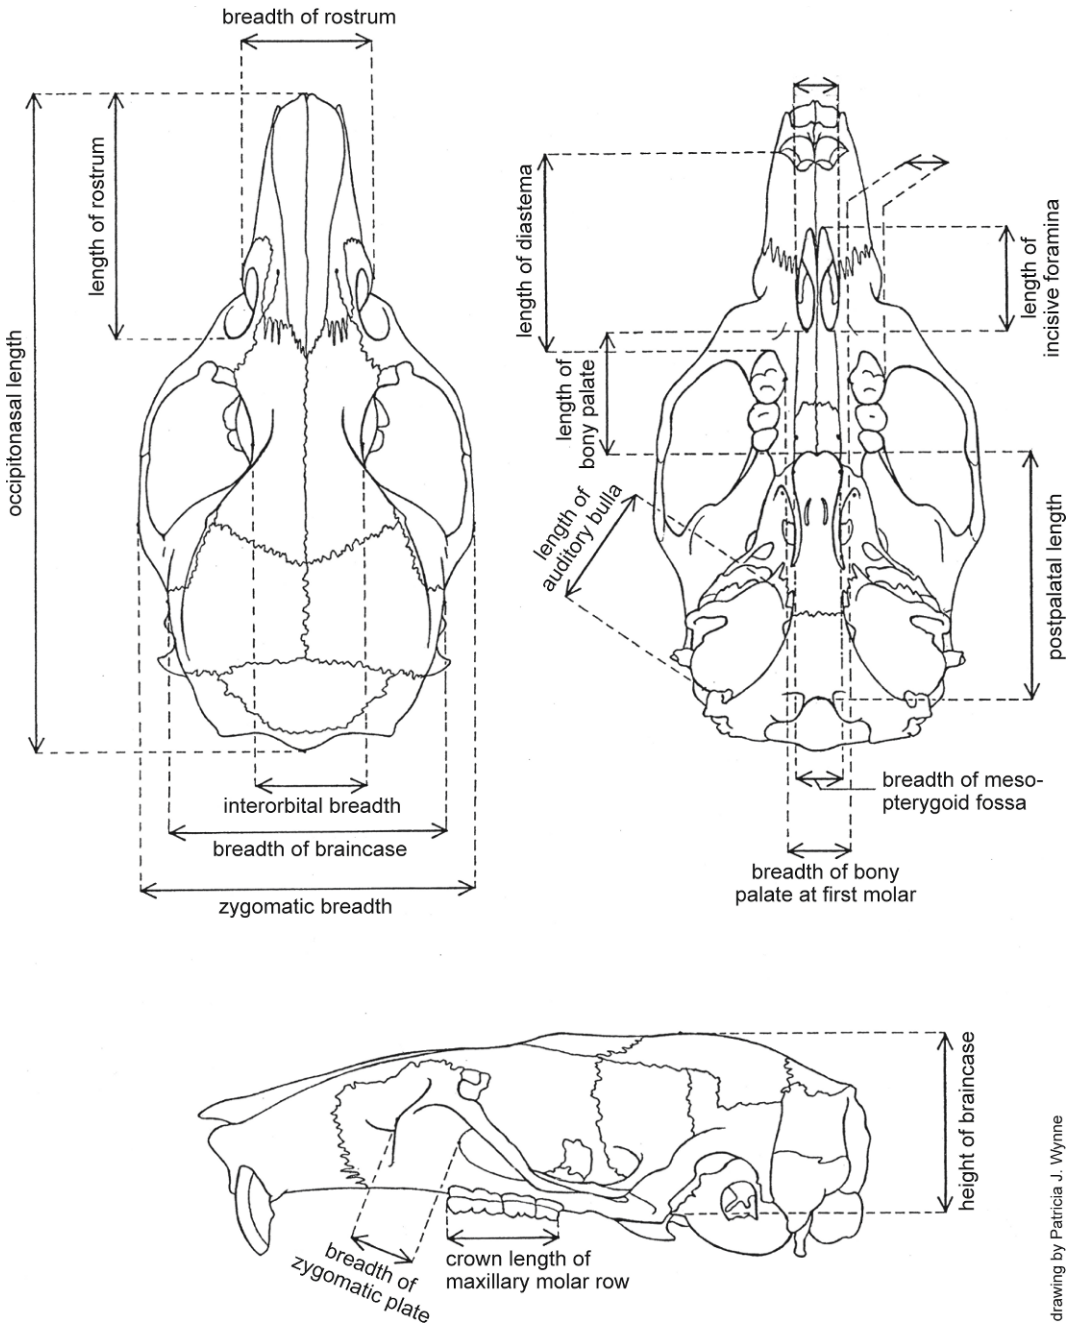 breadth of rostrum
length of rostrum
occipitonasal length
interorbital breadth
breadth of braincase
zygomatic breadth
length of diastema
length of
incisive foramina
length of
bony palate
length of
auditory bulla
postpalatal length
breadth of meso-
pterygoid fossa
breadth of bony
palate at first molar
height of braincase
breadth of
zygomatic plate
crown length of
maxillary molar row
drawing by Patricia J. Wynne